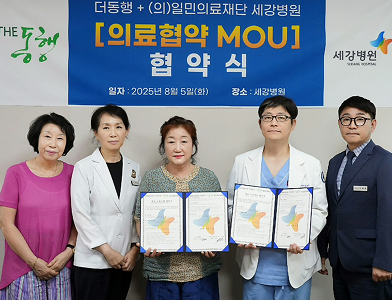 더동행 + (의)일민의료재단 세강병원
THE 동행
[의료협약 MOU]
협약식
세강병원
SEGANG HOSPITAL
일시 : 2025년 8월 5일(화) 장소 : 세강병원